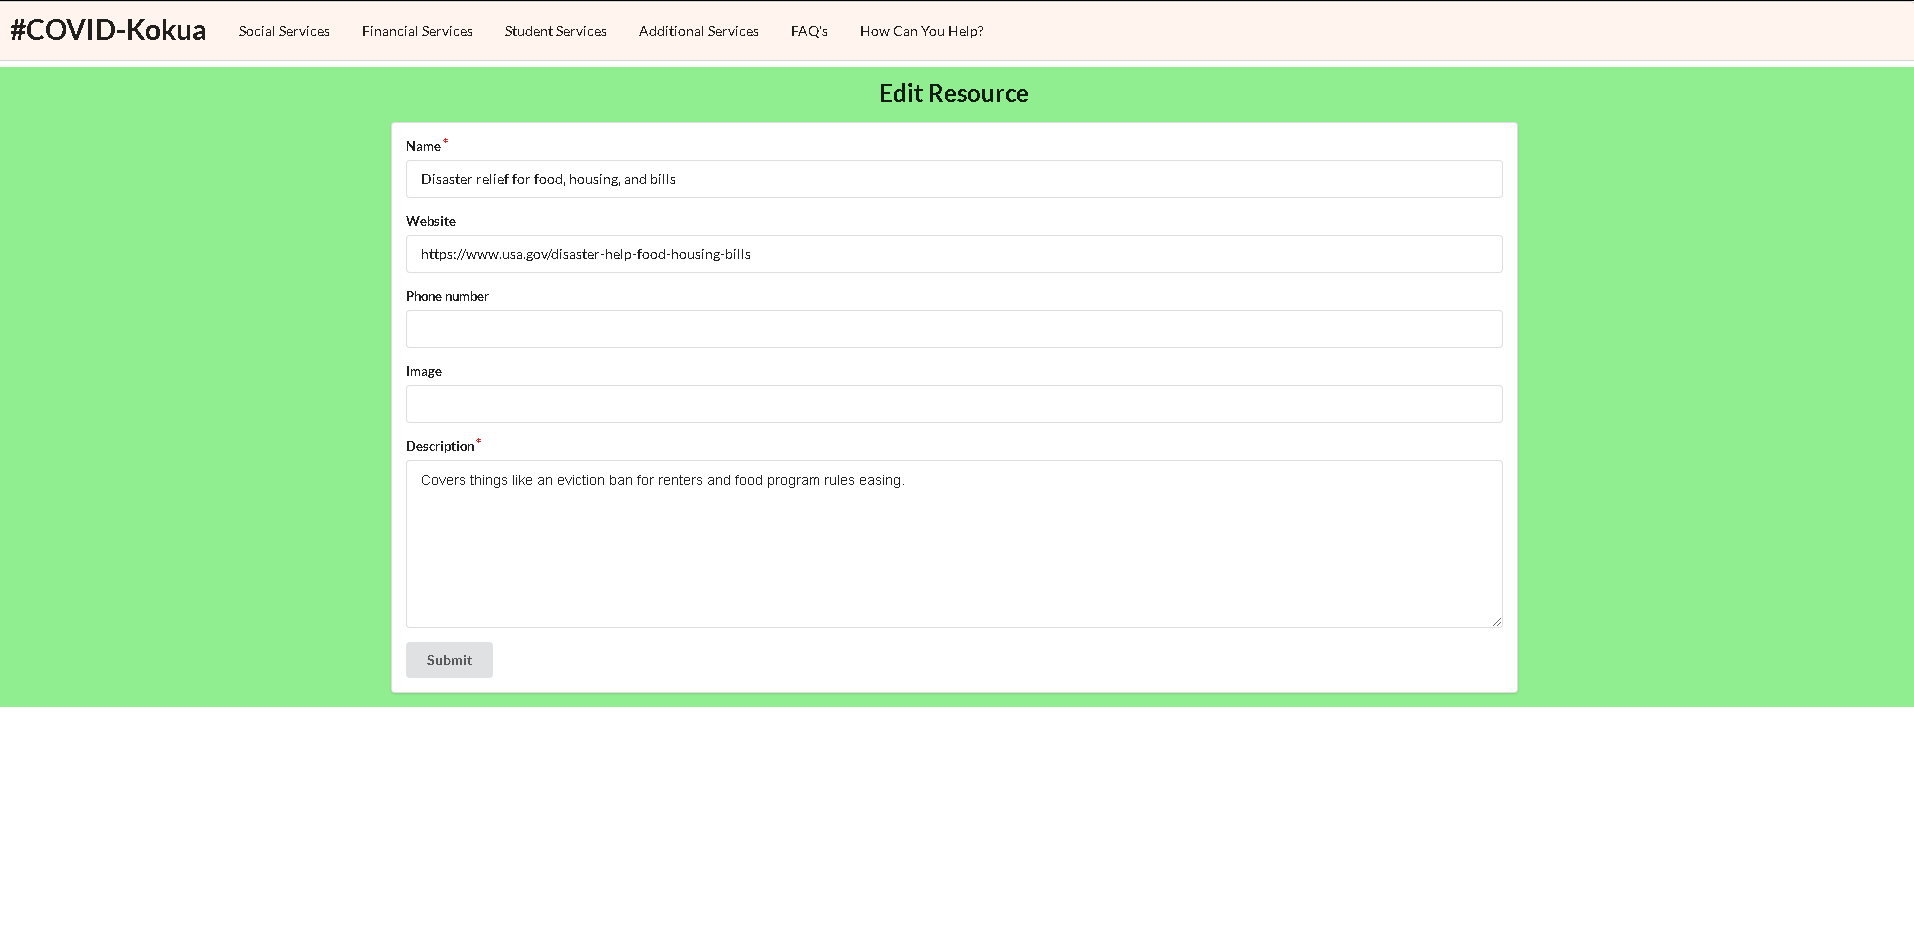 #COVID-Kokua Social Services Financial Services Student Services Additional Services FAQ's How Can You Help?
Edit Resource
Name*
Disaster relief for food, housing, and bills
Website
https://www.usa.gov/disaster-help-food-housing-bills
Phone number
Image
Description*
Covers things like an eviction ban for renters and food program rules easing.
Submit